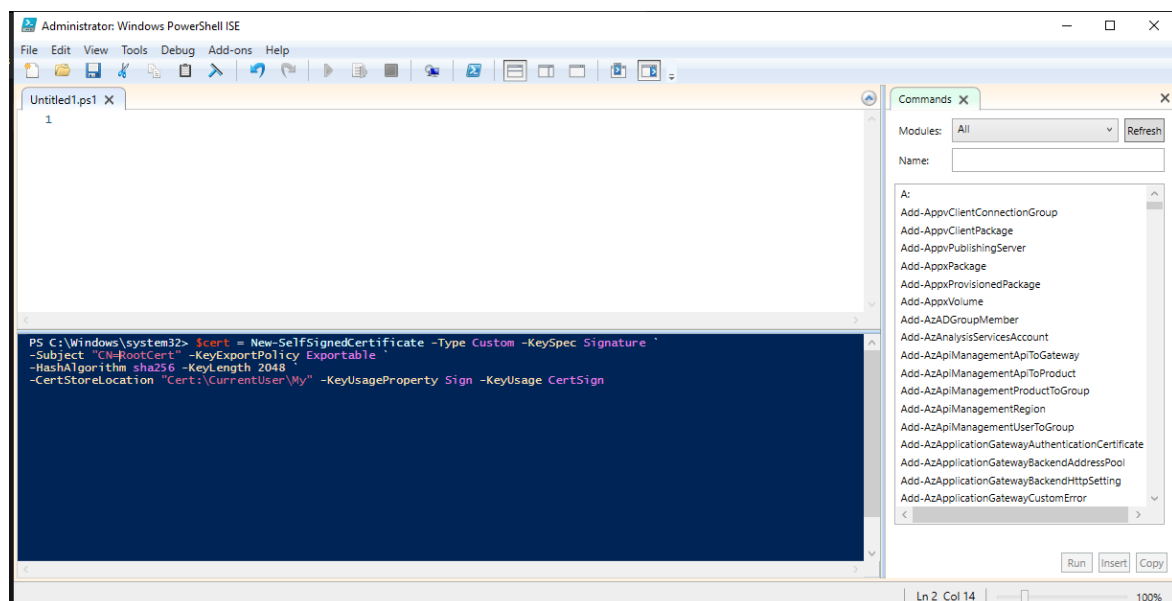 Administrator: Windows PowerShell ISE
File Edit View Tools Debug Add-ons Help
Untitled1.ps1 X
1
PS C:\Windows\system32> $cert = New-SelfSignedCertificate -Type Custom -KeySpec Signature `
-Subject "CN=RootCert" -KeyExportPolicy Exportable `
-HashAlgorithm sha256 -KeyLength 2048 `
-CertStoreLocation "Cert:\CurrentUser\My" -KeyUsageProperty Sign -KeyUsage CertSign
Commands X
Modules: All Refresh
Name:
A:
Add-AppvClientConnectionGroup
Add-AppvClientPackage
Add-AppvPublishingServer
Add-AppxPackage
Add-AppxProvisionedPackage
Add-AppxVolume
Add-AzADGroupMember
Add-AzAnalysisServicesAccount
Add-AzApiManagementApiToGateway
Add-AzApiManagementApiToProduct
Add-AzApiManagementProductToGroup
Add-AzApiManagementRegion
Add-AzApiManagementUserToGroup
Add-AzApplicationGatewayAuthenticationCertificate
Add-AzApplicationGatewayBackendAddressPool
Add-AzApplicationGatewayBackendHttpSetting
Add-AzApplicationGatewayCustomError
Run Insert Copy
Ln 2 Col 14 100%